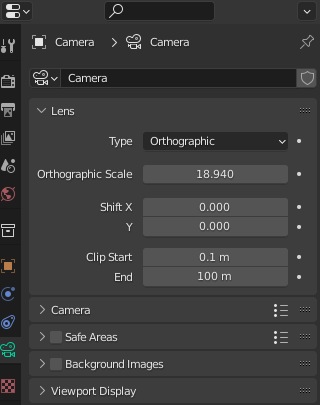 Camera > Camera
Camera
Lens
Type Orthographic
Orthographic Scale 18.940
Shift X 0.000
Y 0.000
Clip Start 0.1 m
End 100 m
Camera
Safe Areas
Background Images
Viewport Display